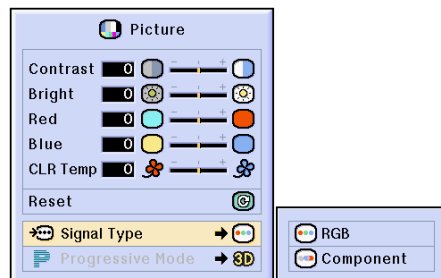 Picture
Contrast 0 - +
Bright 0 - +
Red 0 - +
Blue 0 - +
CLR Temp 0 - +
Reset
Signal Type
P Progressive Mode 3D
RGB
Component